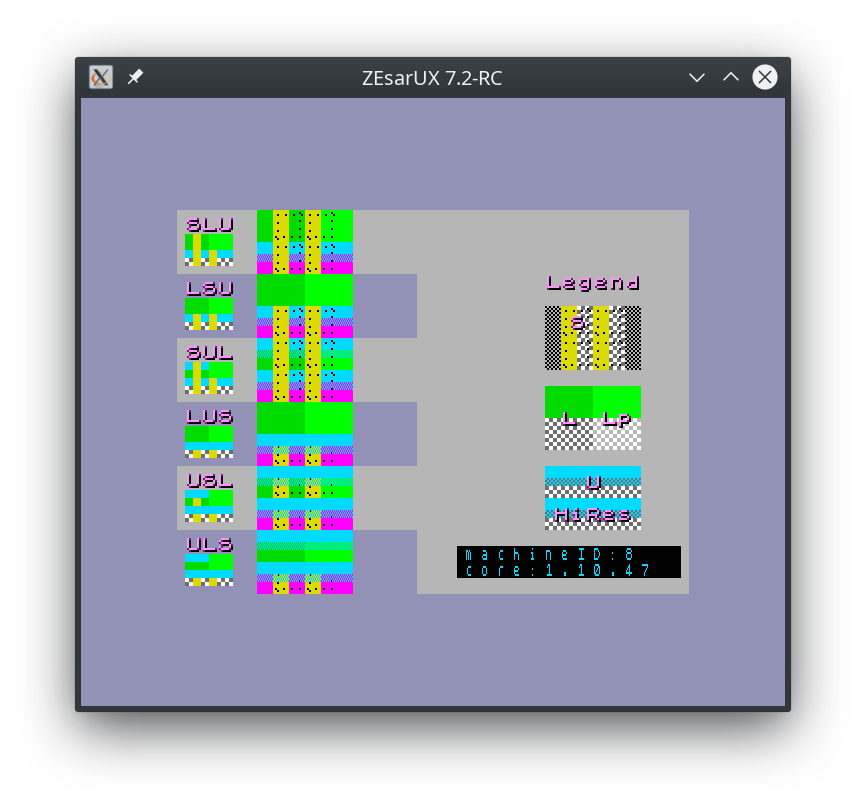 ZEsarUX 7.2-RC
SLU
LSU
SUL
LUS
USL
ULS
Legend
S
L Lp
U
HiRes
machineID:8
core:1.10.47